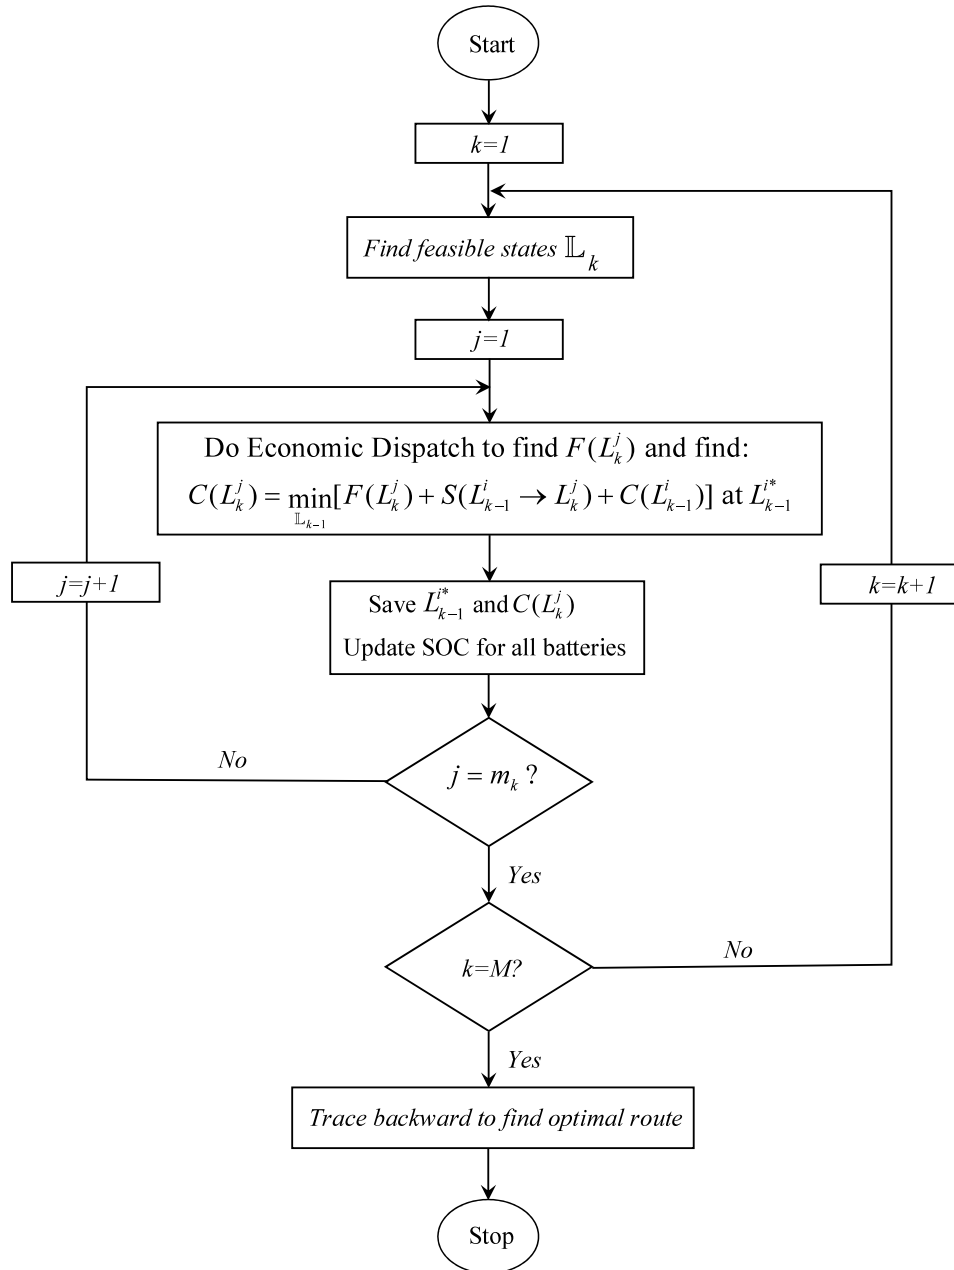 Start
k=1
Find feasible states 𝕃_k
j=1
Do Economic Dispatch to find F(L_k^j) and find:
C(L_k^j) = min_{𝕃_{k-1}}[F(L_k^j) + S(L_{k-1}^i → L_k^j) + C(L_{k-1}^i)] at L_{k-1}^{i*}
j=j+1
k=k+1
Save L_{k-1}^{i*} and C(L_k^j)
Update SOC for all batteries
No
j = m_k ?
Yes
No
k=M?
Yes
Trace backward to find optimal route
Stop